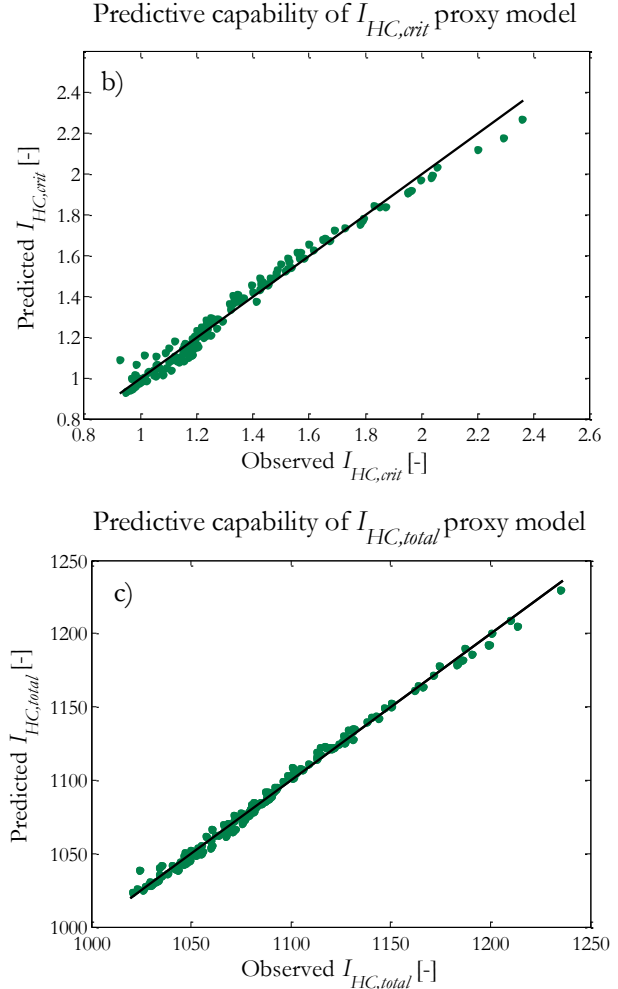 Predictive capability of I_HC,crit proxy model
b)
2.4
2.2
2
1.8
1.6
1.4
1.2
1
0.8
Predicted I_HC,crit [-]
0.8 1 1.2 1.4 1.6 1.8 2 2.2 2.4 2.6
Observed I_HC,crit [-]
Predictive capability of I_HC,total proxy model
c)
1250
1200
1150
1100
1050
1000
Predicted I_HC,total [-]
1000 1050 1100 1150 1200 1250
Observed I_HC,total [-]